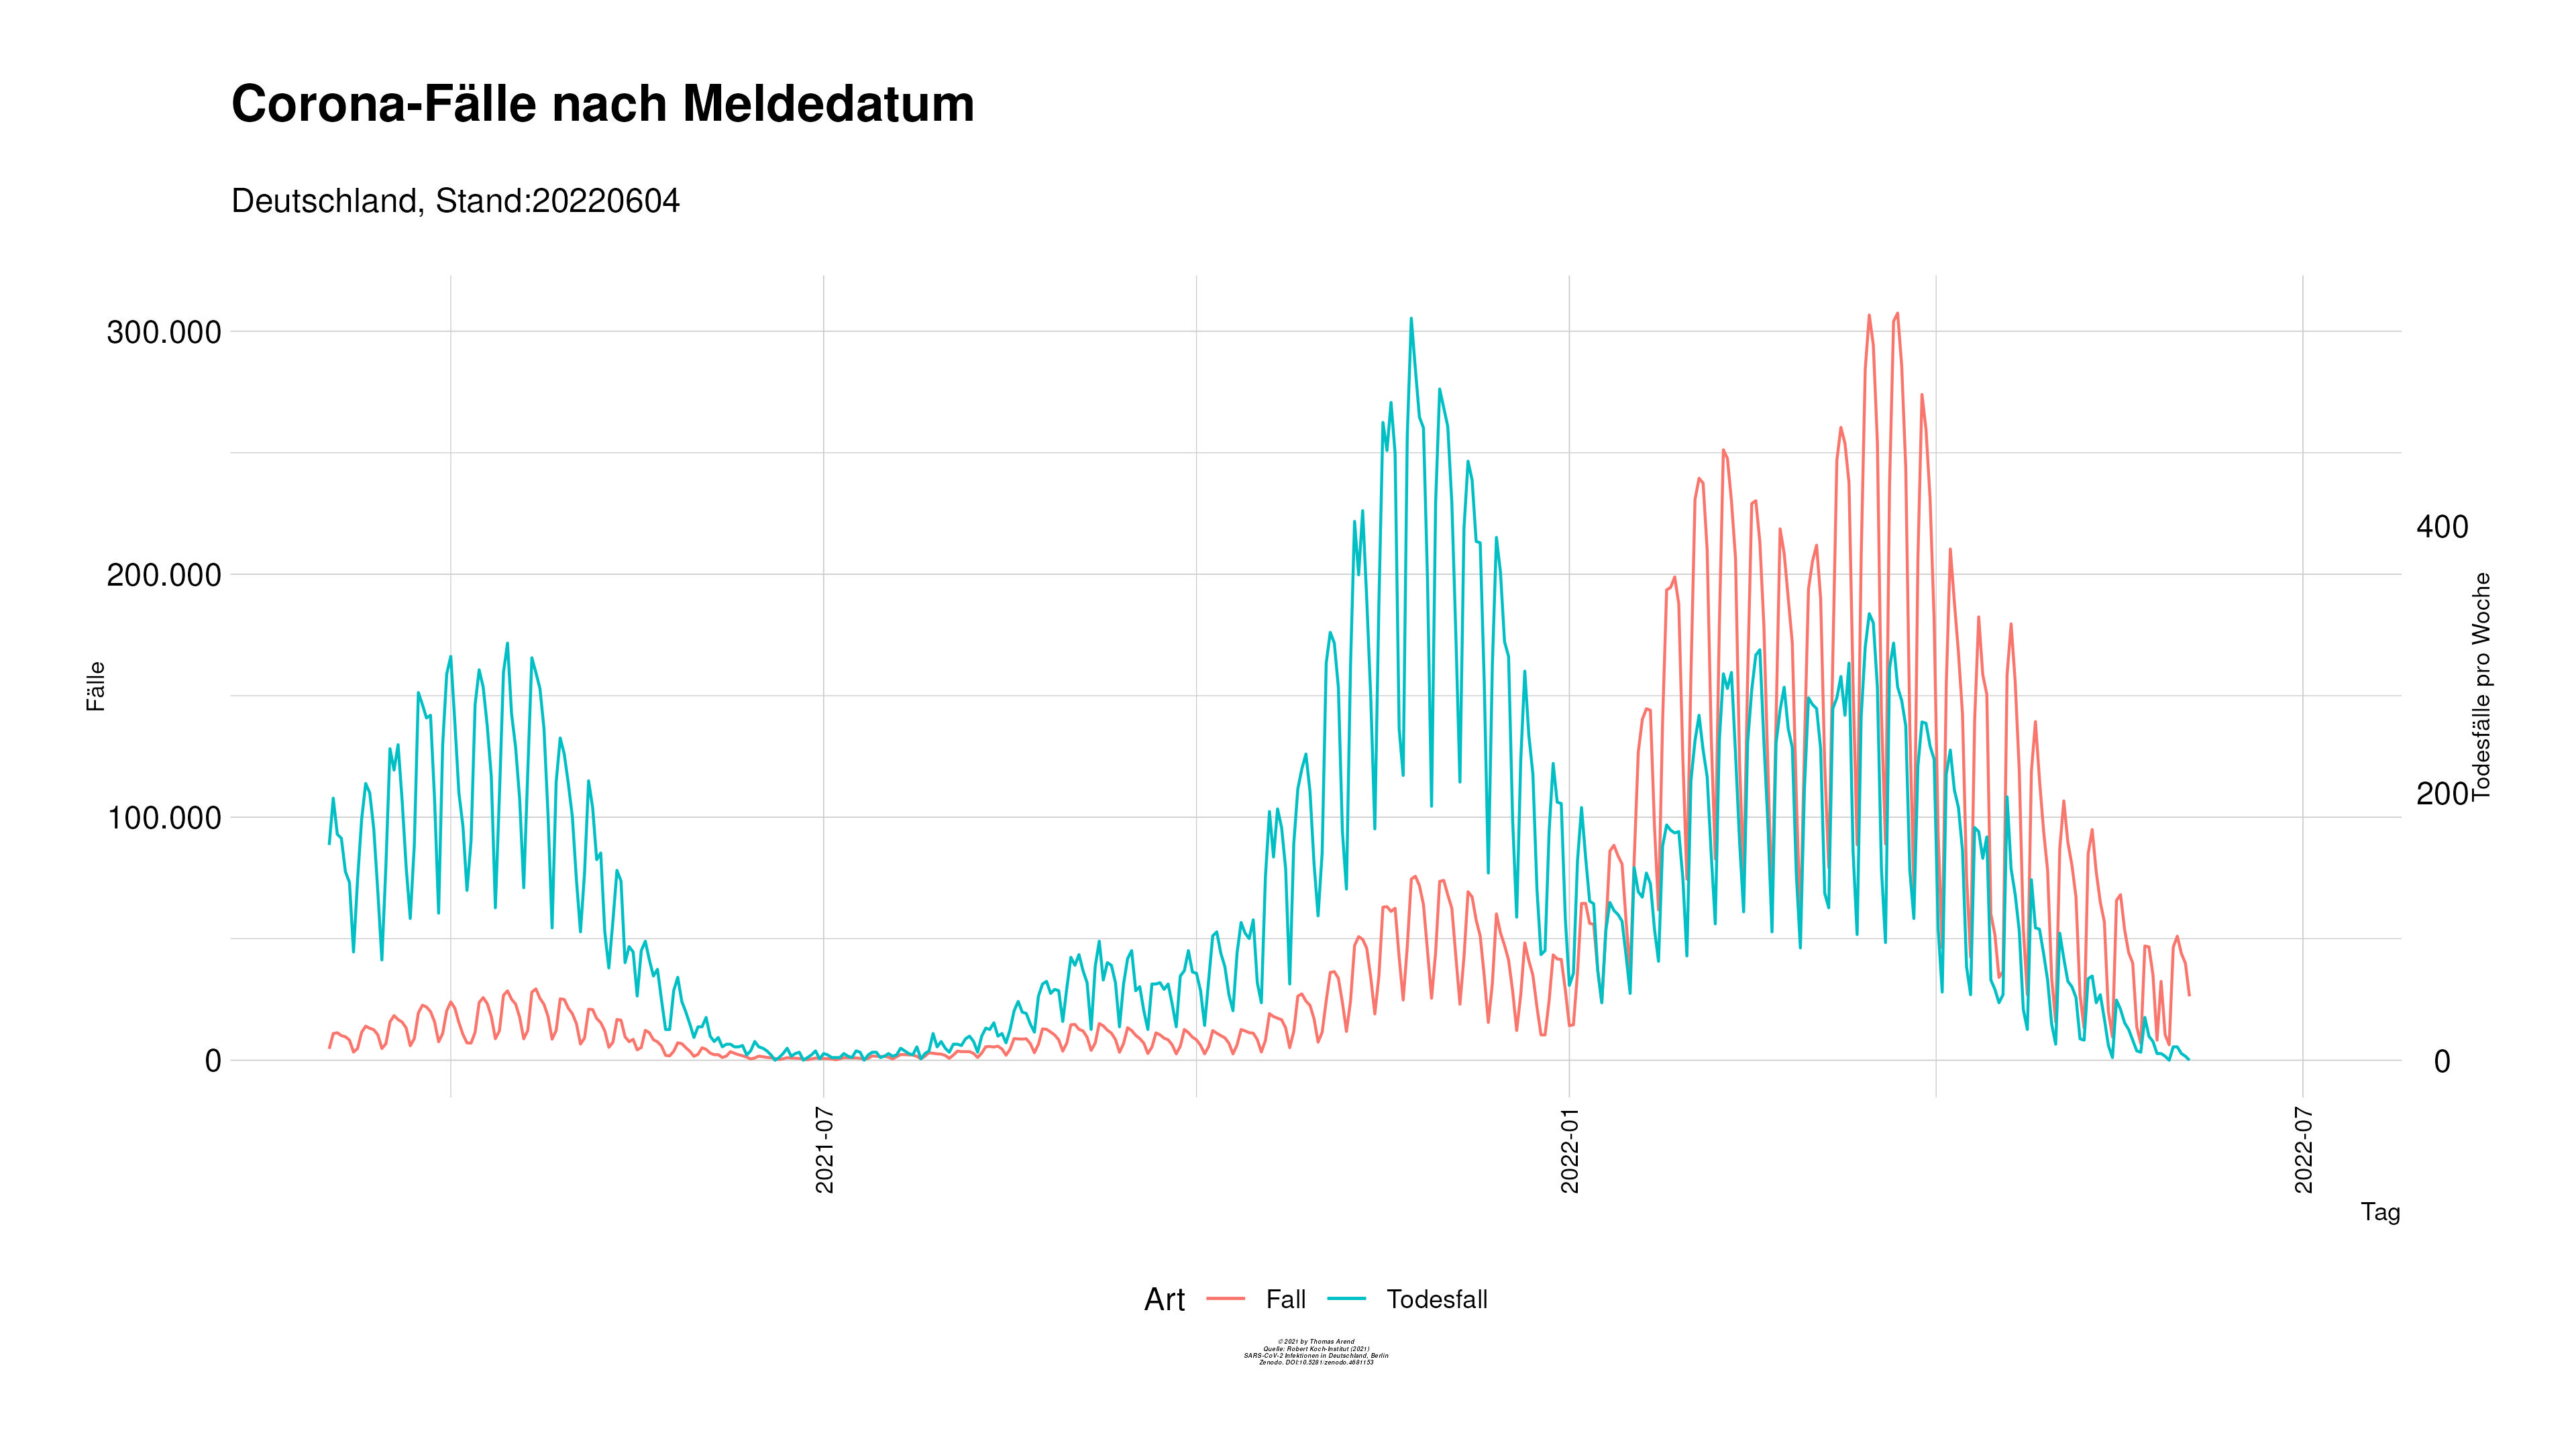 Corona-Fälle nach Meldedatum
Deutschland, Stand:20220604
300.000
200.000
100.000
0
Fälle
400
200
0
Todesfälle pro Woche
2021-07
2022-01
2022-07
Tag
Art Fall Todesfall
© 2021 by Thomas Arend
Quelle: Robert Koch-Institut (2021)
SARS-CoV-2 Infektionen in Deutschland, Berlin
Zenodo. DOI:10.5281/zenodo.4681153